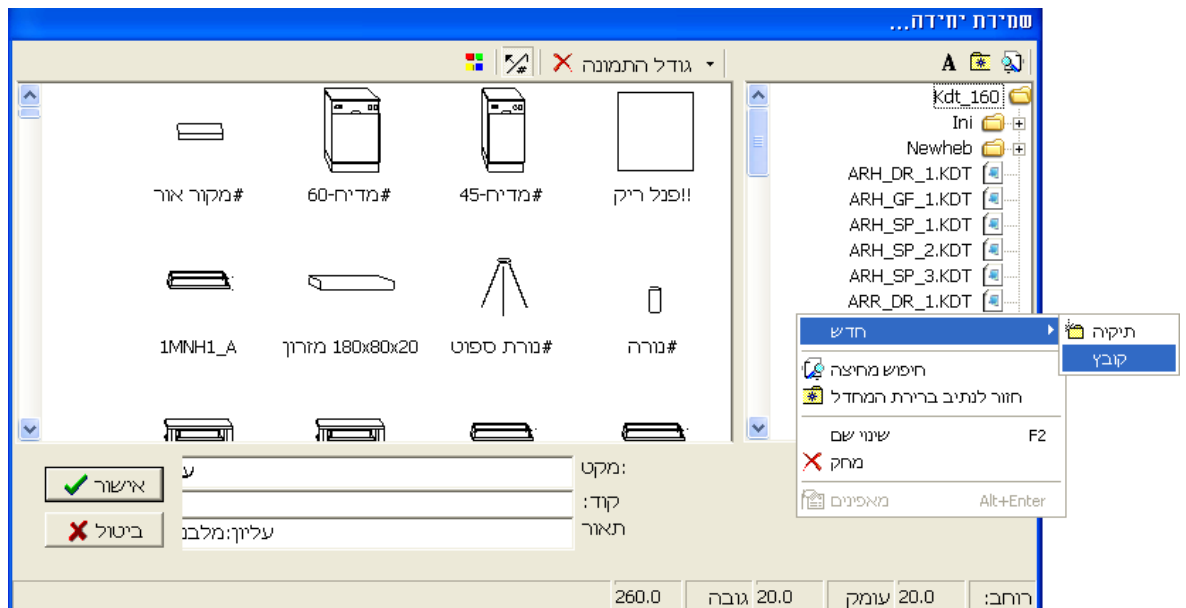 שמירת יחידה...
A
גודל התמונה
Kdt_160
Ini
Newheb
ARH_DR_1.KDT
ARH_GF_1.KDT
ARH_SP_1.KDT
ARH_SP_2.KDT
ARH_SP_3.KDT
ARR_DR_1.KDT
!!פנל ריק
#מדיח-45
#מדיח-60
#מקור אור
#נורה
#נורת ספוט
180x80x20 מזרון
1MNH1_A
חדש
תיקיה
קובץ
חיפוש מחיצה
חזור לנתיב ברירת המחדל
שינוי שם F2
מחק
מאפינים Alt+Enter
מקט: ע
קוד:
תאור עליון:מלבנ
אישור
ביטול
רוחב: 20.0 עומק 20.0 גובה 260.0